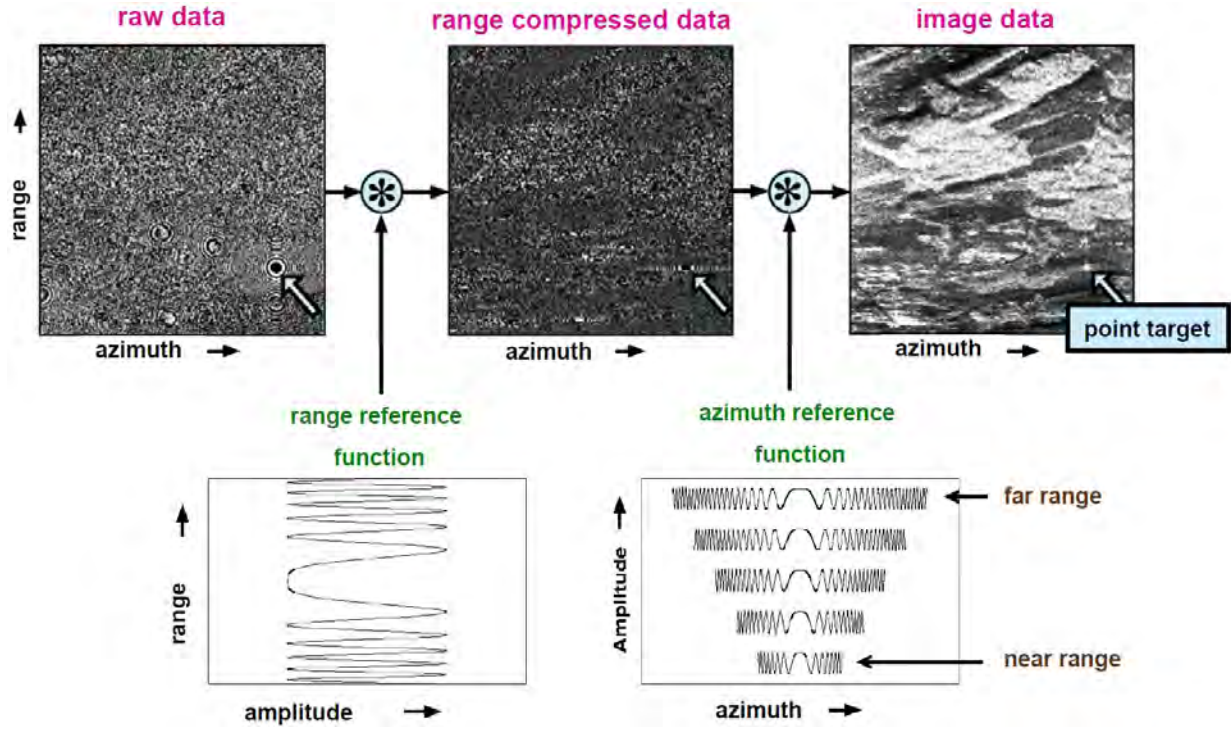 raw data
range compressed data
image data
range
azimuth
azimuth
azimuth
point target
range reference
function
azimuth reference
function
range
amplitude
Amplitude
azimuth
far range
near range